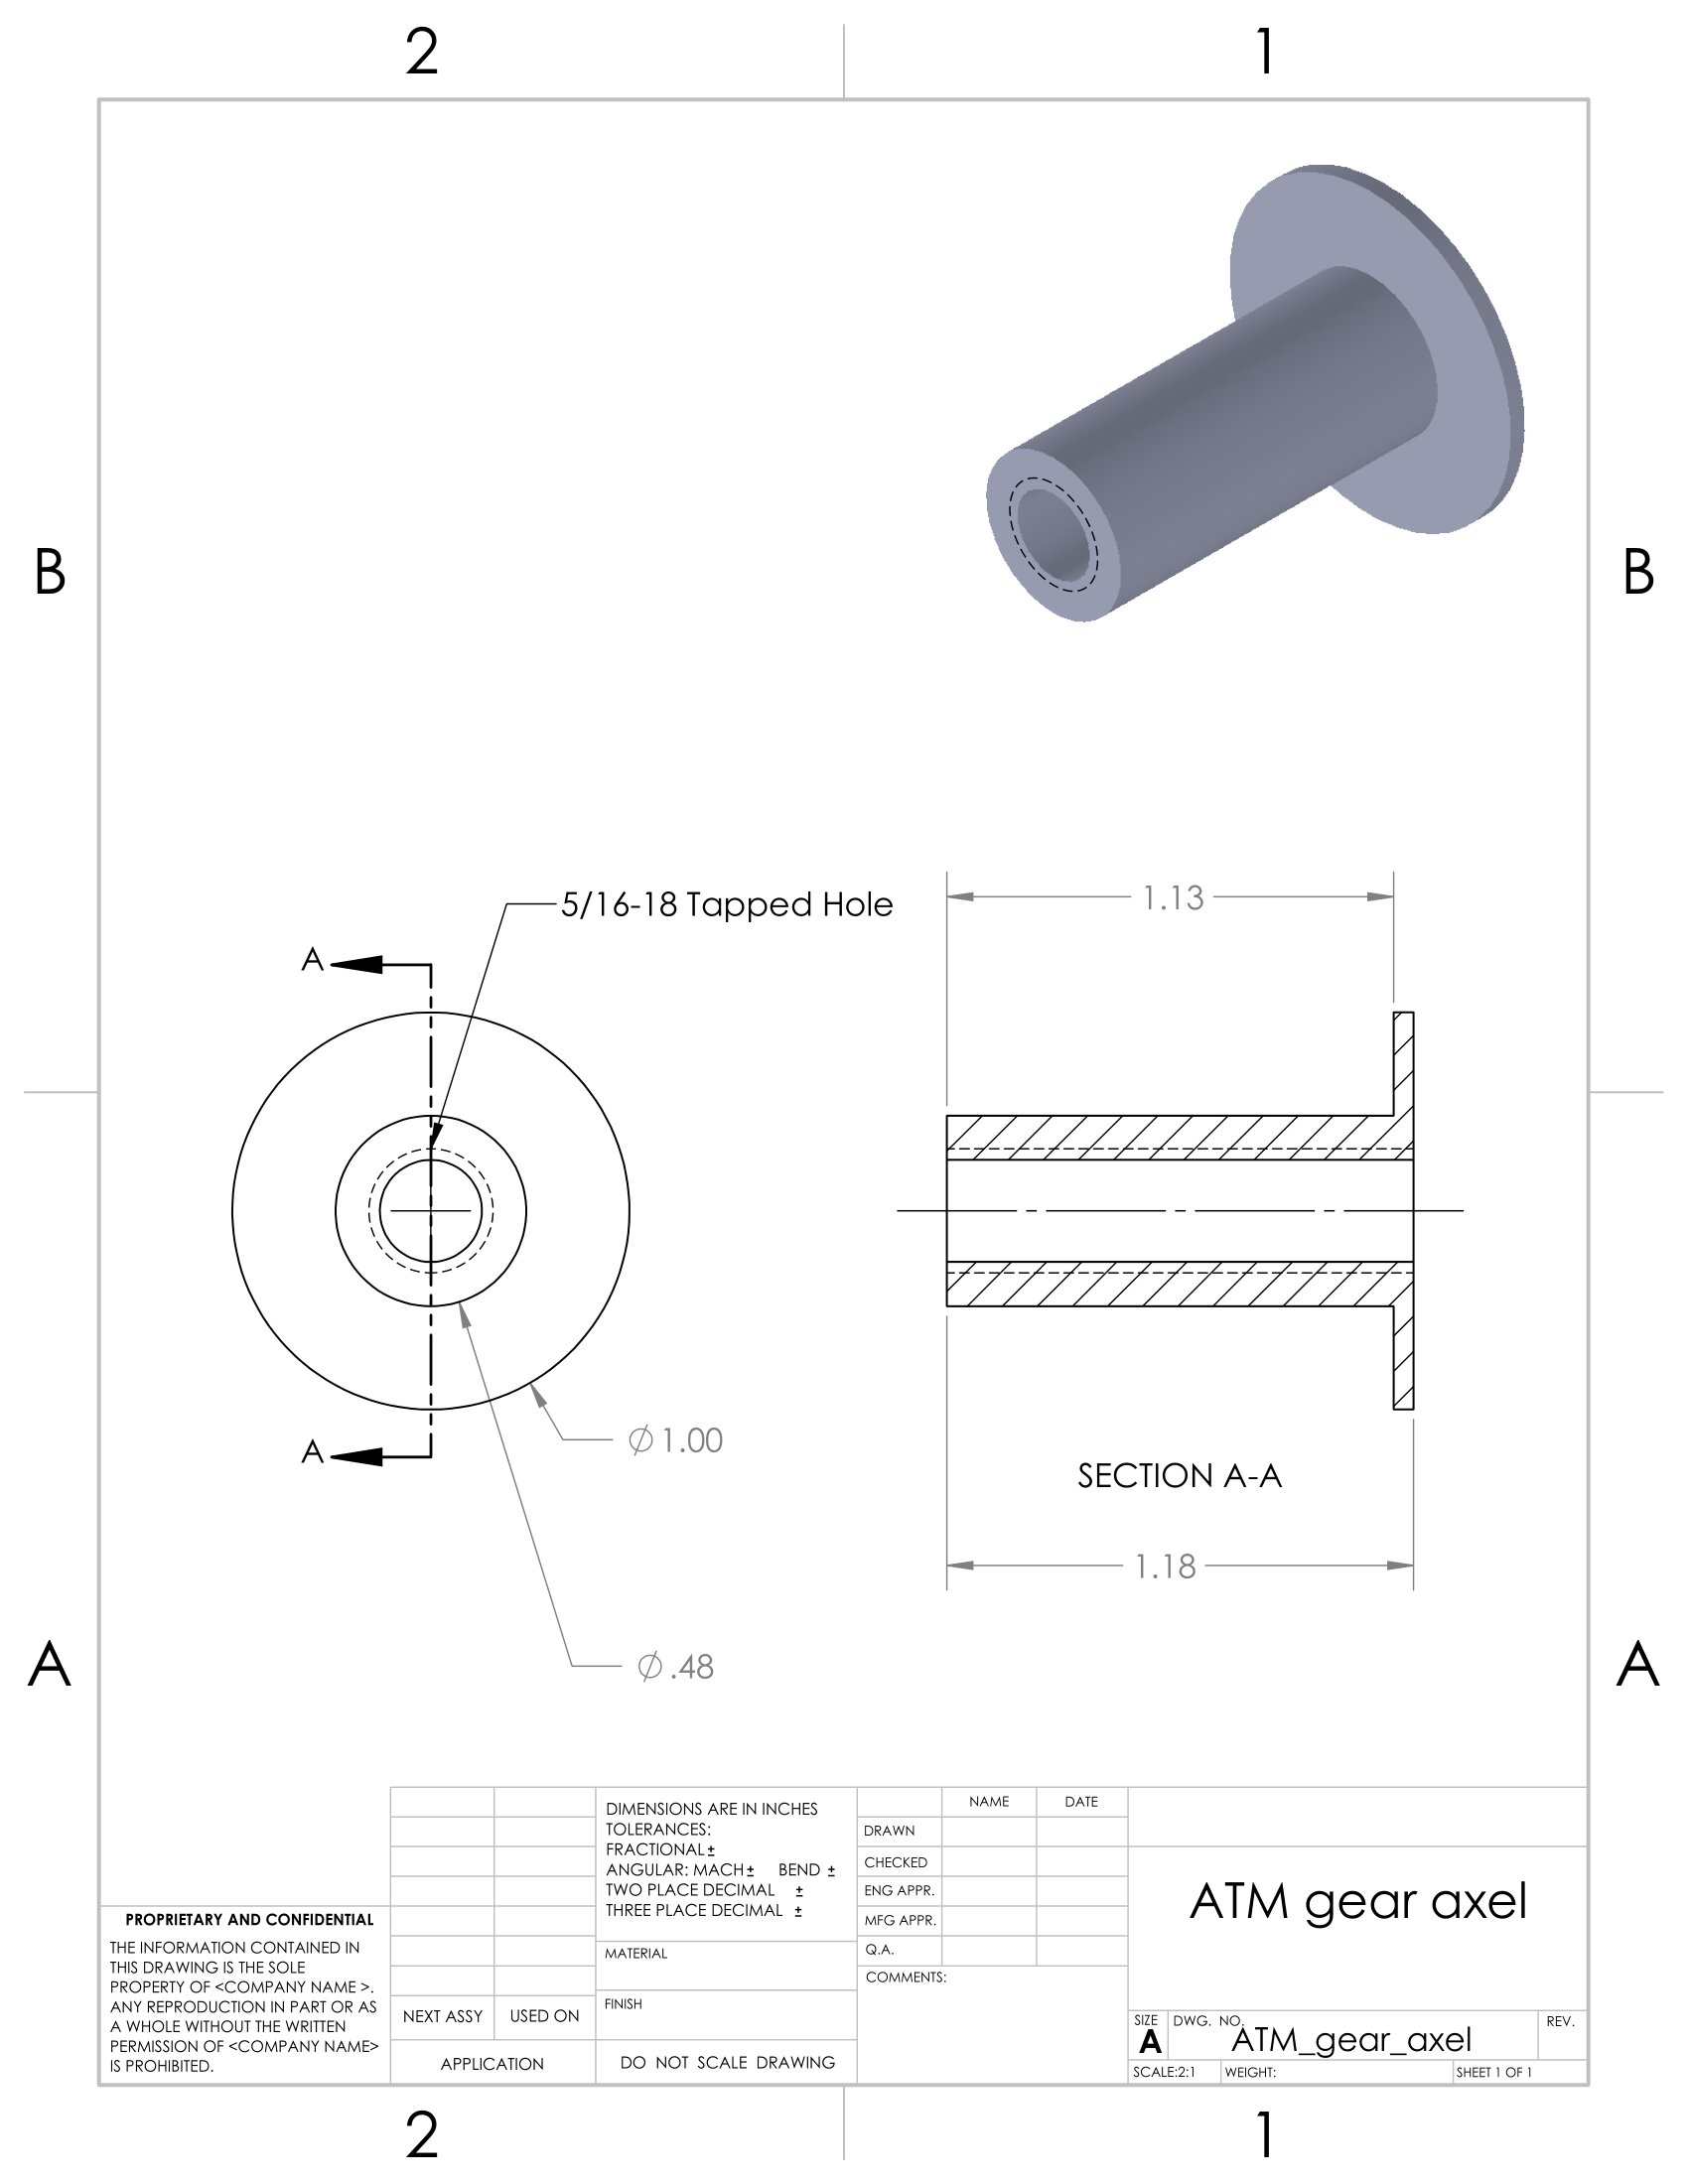 2
1
B
B
5/16-18 Tapped Hole
1.13
A
A
⌀1.00
SECTION A-A
1.18
⌀.48
A
A
DIMENSIONS ARE IN INCHES
TOLERANCES:
FRACTIONAL±
ANGULAR: MACH± BEND ±
TWO PLACE DECIMAL ±
THREE PLACE DECIMAL ±
MATERIAL
FINISH
DO NOT SCALE DRAWING
NAME
DATE
DRAWN
CHECKED
ENG APPR.
MFG APPR.
Q.A.
COMMENTS:
ATM gear axel
PROPRIETARY AND CONFIDENTIAL
THE INFORMATION CONTAINED IN
THIS DRAWING IS THE SOLE
PROPERTY OF <COMPANY NAME >.
ANY REPRODUCTION IN PART OR AS
A WHOLE WITHOUT THE WRITTEN
PERMISSION OF <COMPANY NAME>
IS PROHIBITED.
NEXT ASSY
USED ON
APPLICATION
SIZE
A
DWG. NO.
ATM_gear_axel
REV.
SCALE:2:1
WEIGHT:
SHEET 1 OF 1
2
1